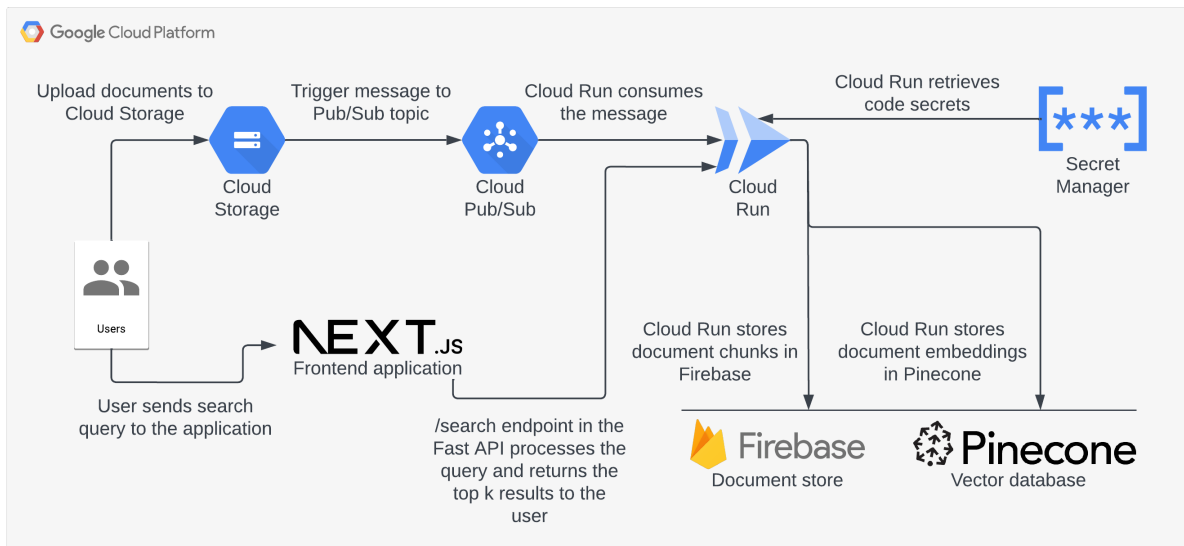 Google Cloud Platform
Upload documents to
Cloud Storage
Trigger message to
Pub/Sub topic
Cloud Run consumes
the message
Cloud Run retrieves
code secrets
[***]
Cloud
Storage
Cloud
Pub/Sub
Cloud
Run
Secret
Manager
Users
NEXT.JS
Frontend application
User sends search
query to the application
/search endpoint in the
Fast API processes the
query and returns the
top k results to the
user
Cloud Run stores
document chunks in
Firebase
Cloud Run stores
document embeddings
in Pinecone
Firebase
Document store
Pinecone
Vector database